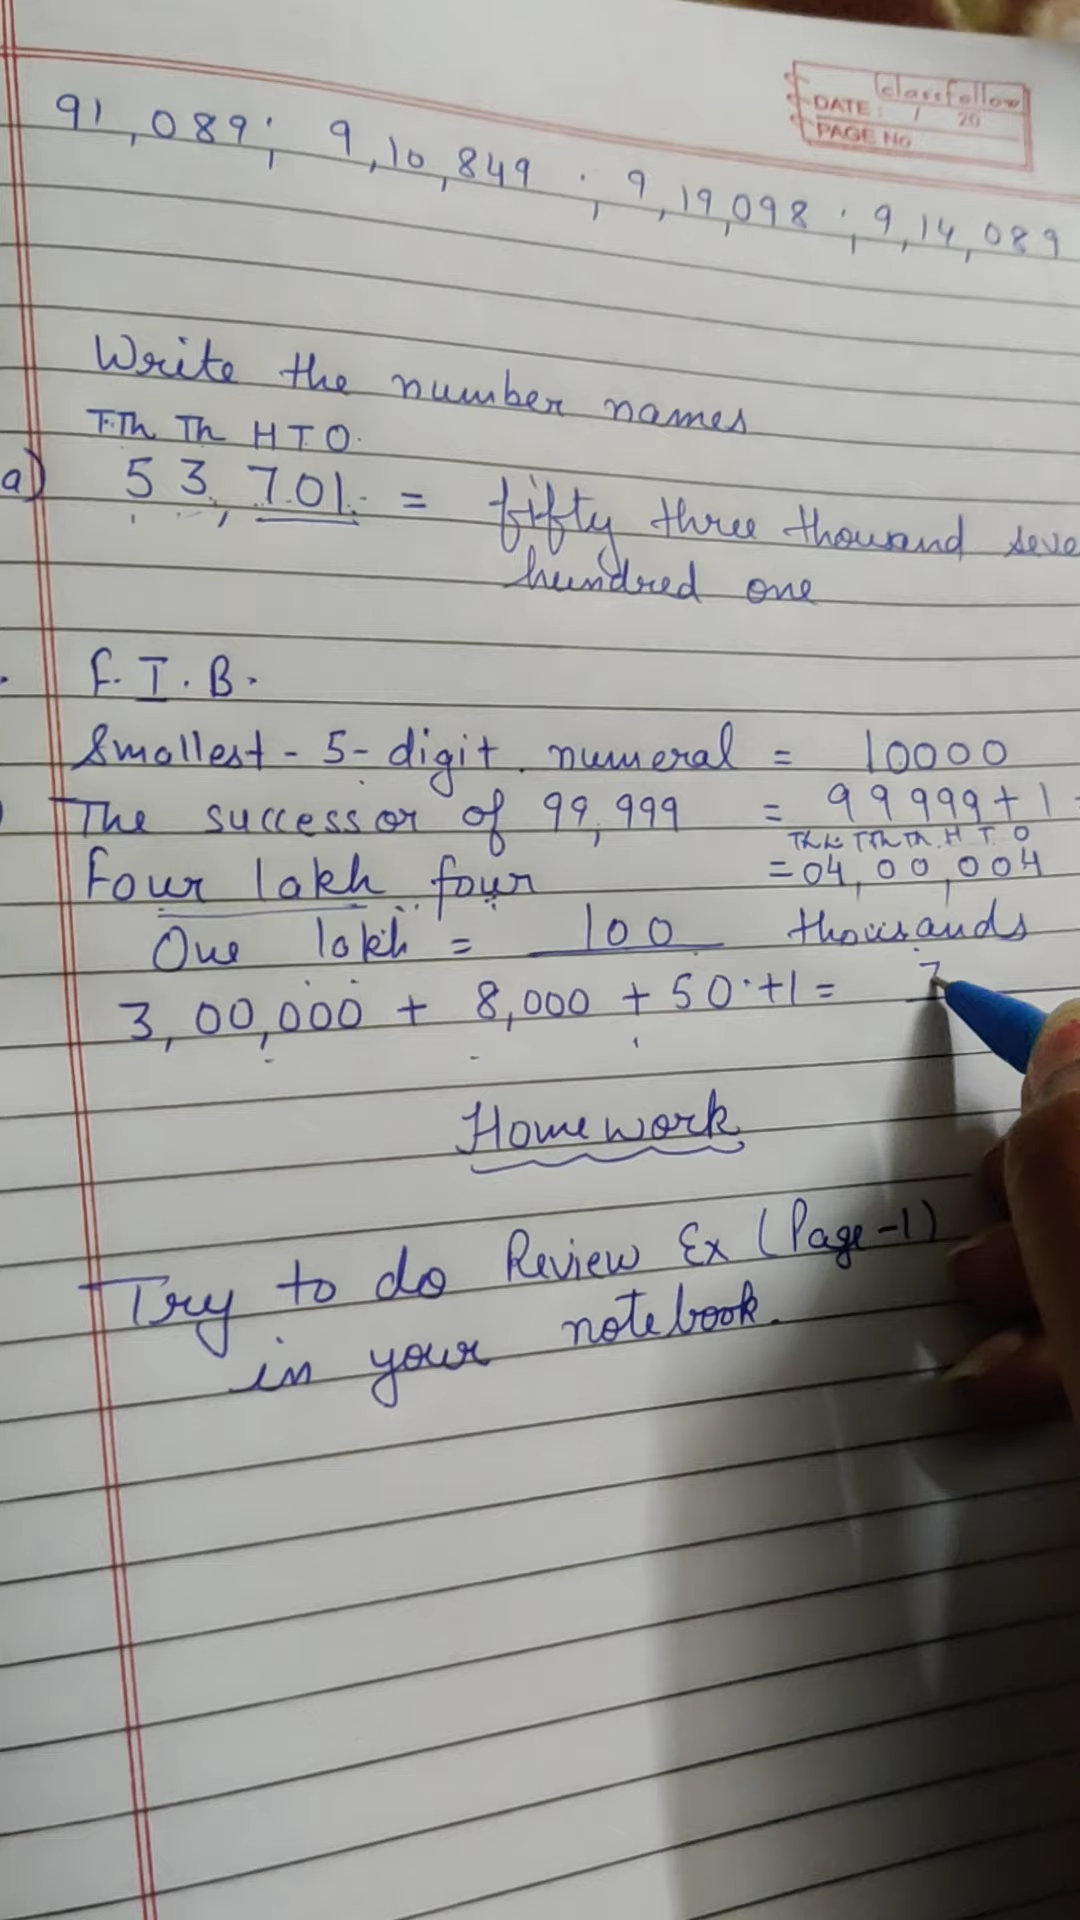 classfellow
DATE: / 20
PAGE No
91,089; 9,10,849 ; 9,19,098 ; 9,14,089
Write the number names
T.Th Th H T O.
a) 53,701 = fifty three thousand seve
hundred one
F.I.B.
Smallest - 5-digit numeral = 10000
The successor of 99,999 = 99999+1
T.Th Th H T O
Four lakh four = 04,00,004
One lakh = 100 thousands
3,00,000 + 8,000 + 50 +1 =
Homework
Try to do Review Ex (Page-1)
in your notebook.